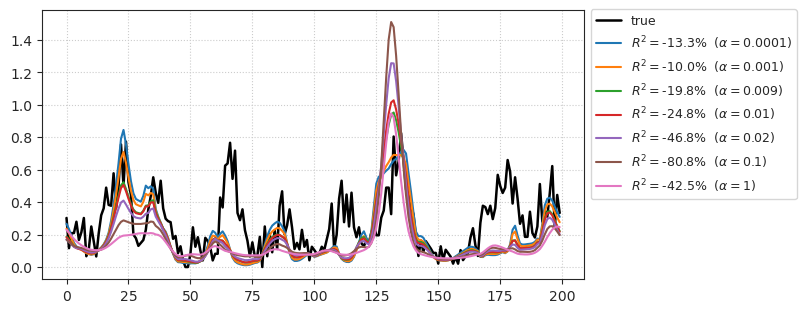 true
R² = -13.3% (α = 0.0001)
R² = -10.0% (α = 0.001)
R² = -19.8% (α = 0.009)
R² = -24.8% (α = 0.01)
R² = -46.8% (α = 0.02)
R² = -80.8% (α = 0.1)
R² = -42.5% (α = 1)
1.4
1.2
1.0
0.8
0.6
0.4
0.2
0.0
0 25 50 75 100 125 150 175 200